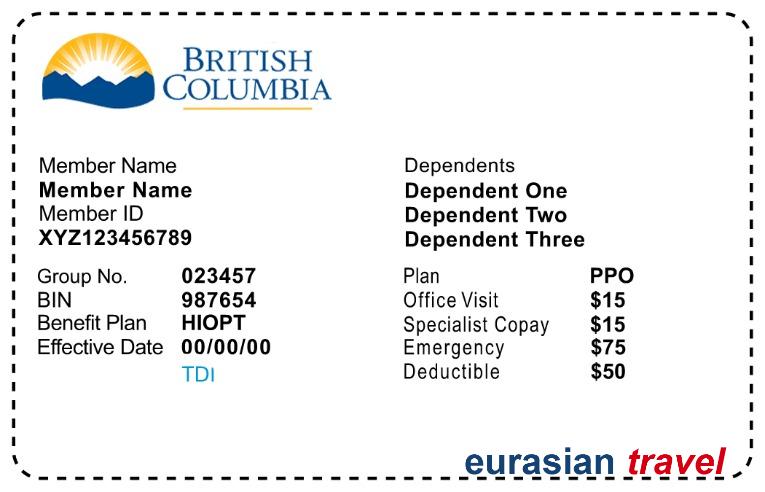 BRITISH
COLUMBIA
Member Name
Member Name
Member ID
XYZ123456789
Dependents
Dependent One
Dependent Two
Dependent Three
Group No. 023457
BIN 987654
Benefit Plan HIOPT
Effective Date 00/00/00
TDI
Plan PPO
Office Visit $15
Specialist Copay $15
Emergency $75
Deductible $50
eurasian travel